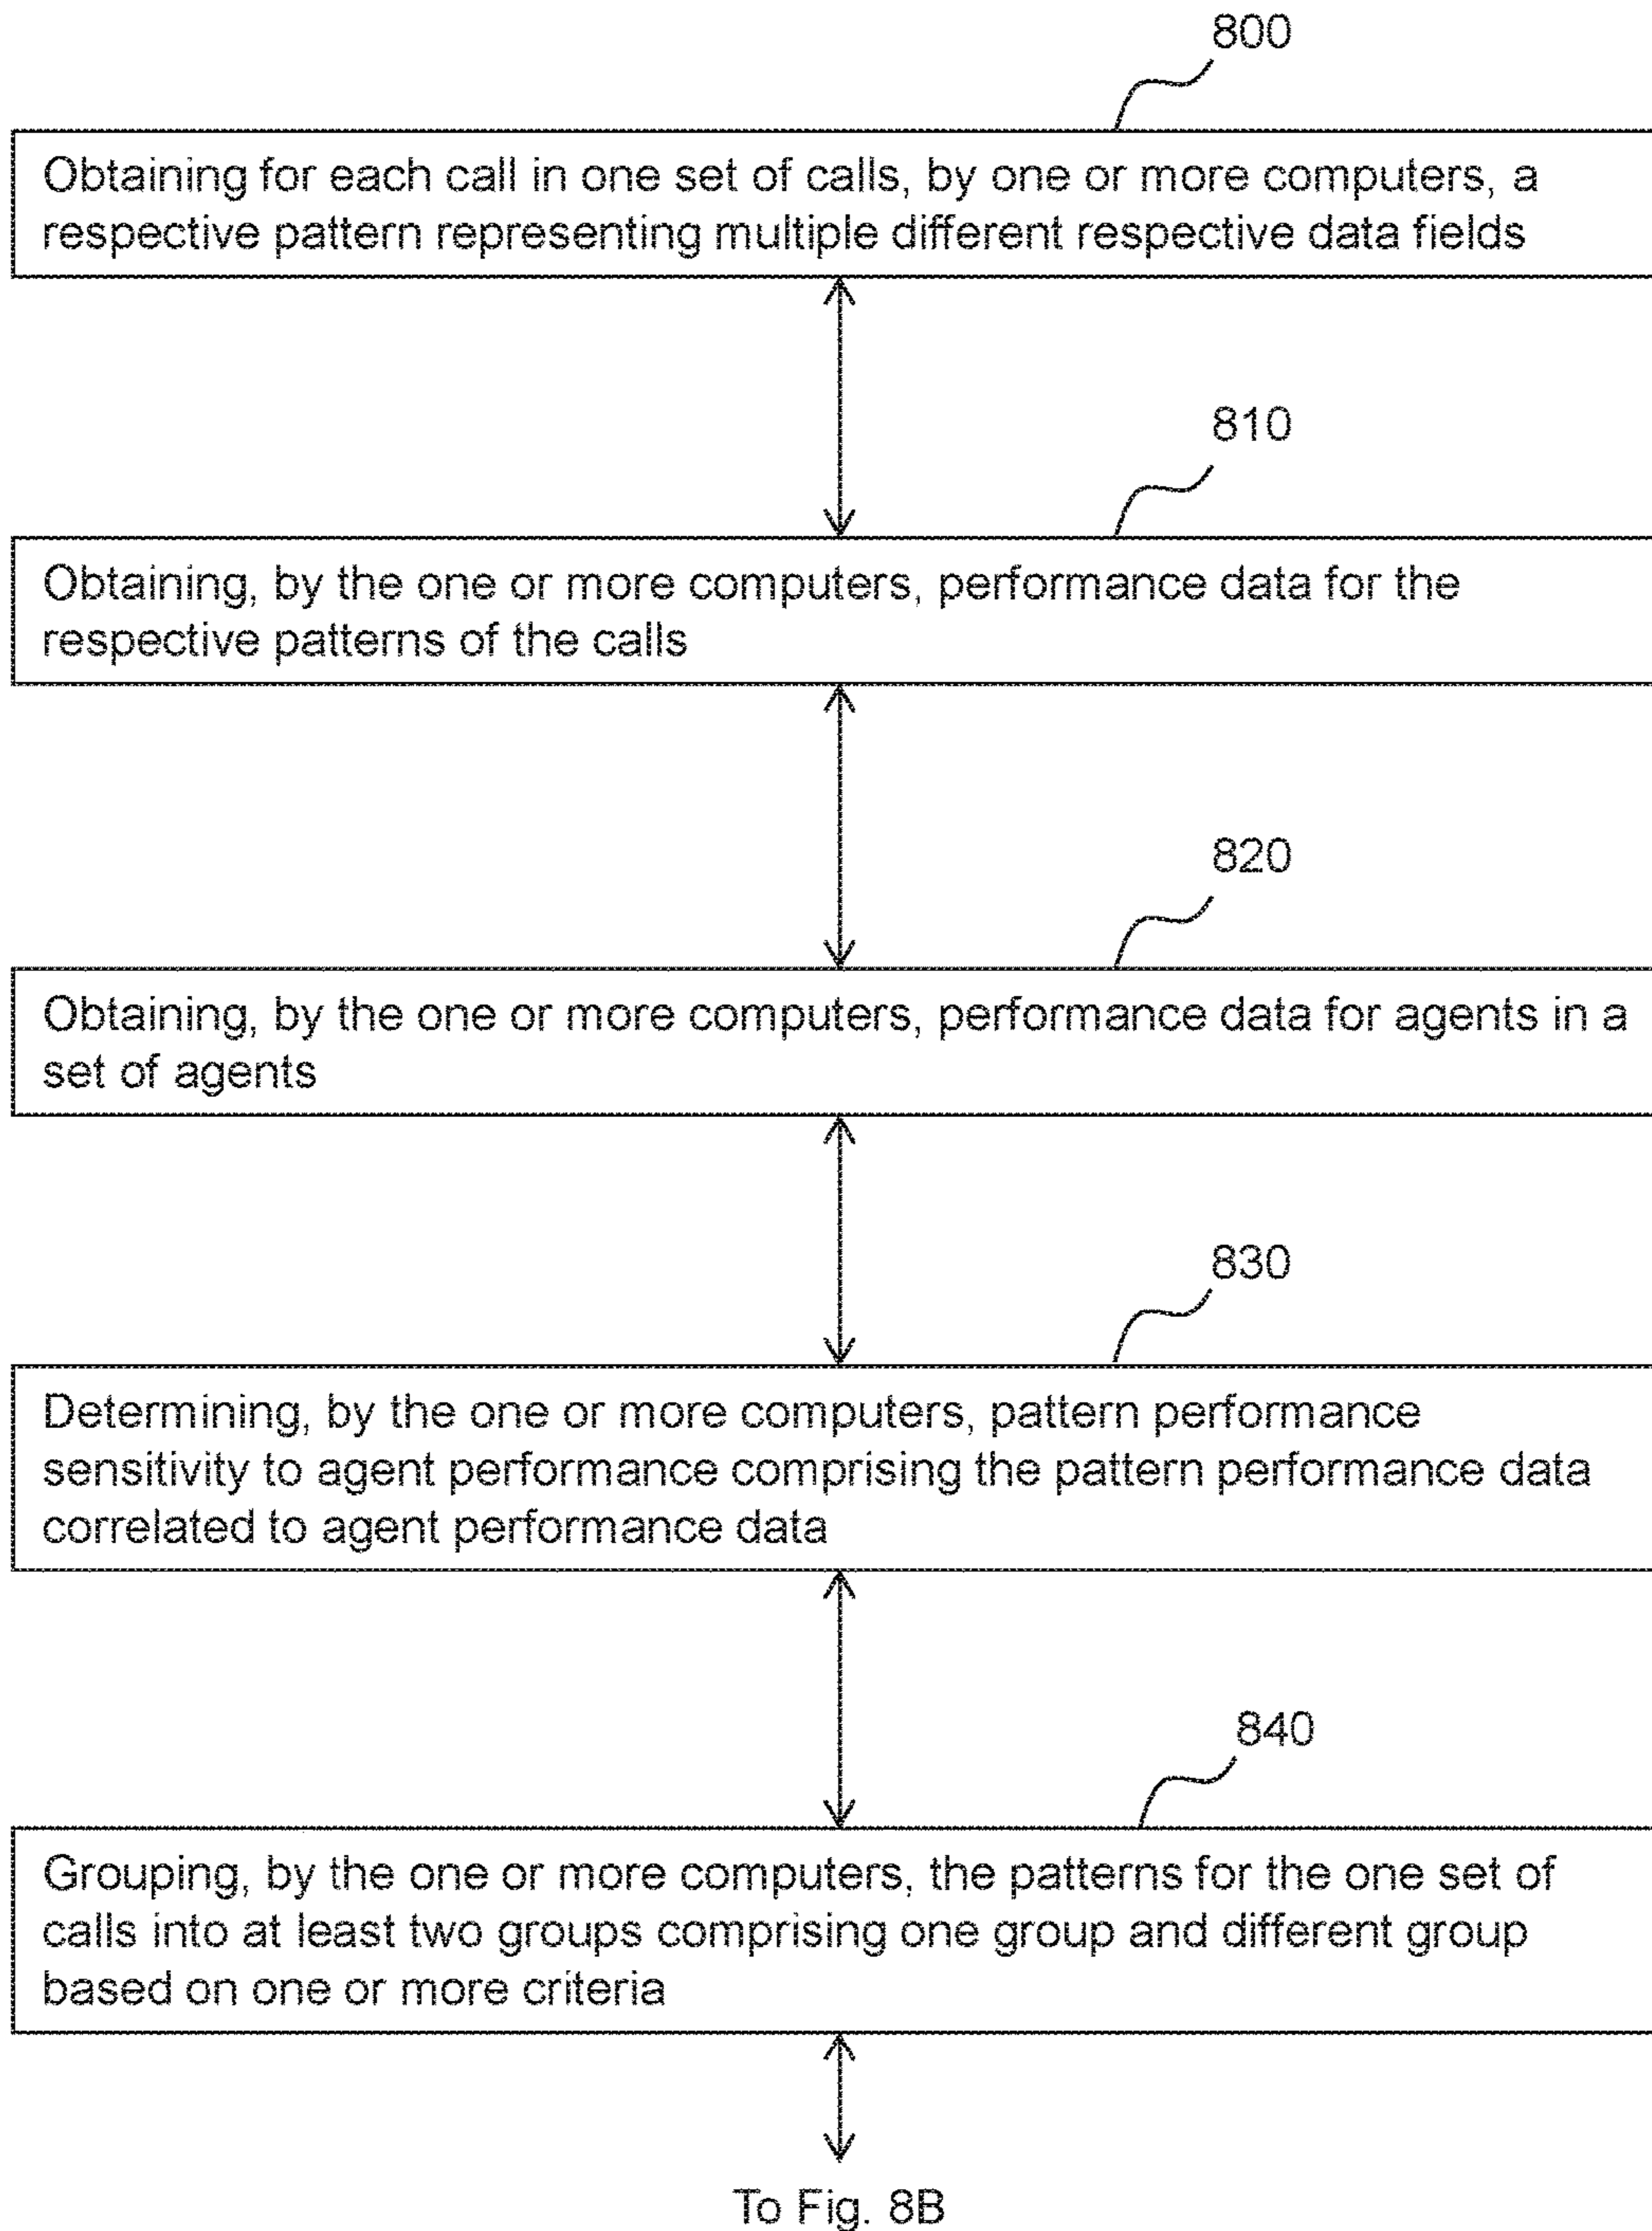 800
Obtaining for each call in one set of calls, by one or more computers, a
respective pattern representing multiple different respective data fields
810
Obtaining, by the one or more computers, performance data for the
respective patterns of the calls
820
Obtaining, by the one or more computers, performance data for agents in a
set of agents
830
Determining, by the one or more computers, pattern performance
sensitivity to agent performance comprising the pattern performance data
correlated to agent performance data
840
Grouping, by the one or more computers, the patterns for the one set of
calls into at least two groups comprising one group and different group
based on one or more criteria
To Fig. 8B